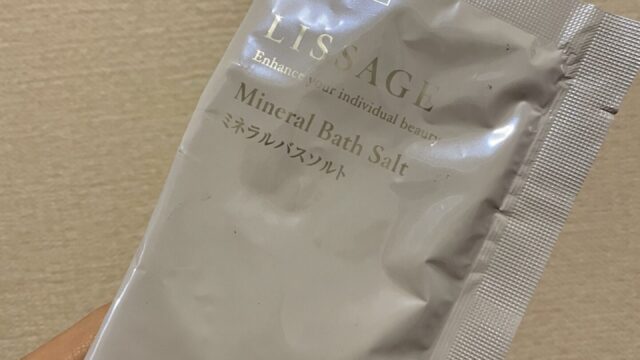 LISSAGE
Enhance your individual beauty
Mineral Bath Salt
ミネラルバスソルト